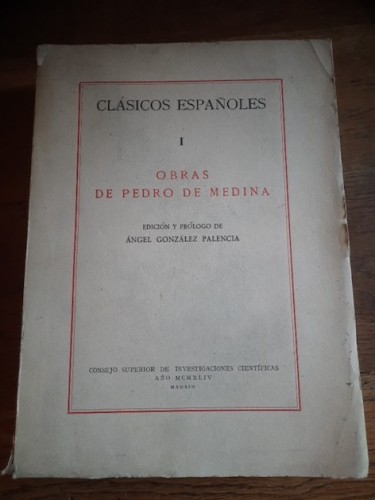 CLÁSICOS ESPAÑOLES
I
OBRAS
DE PEDRO DE MEDINA
EDICIÓN Y PRÓLOGO DE
ÁNGEL GONZÁLEZ PALENCIA
CONSEJO SUPERIOR DE INVESTIGACIONES CIENTÍFICAS
AÑO MCMXLIV
MADRID